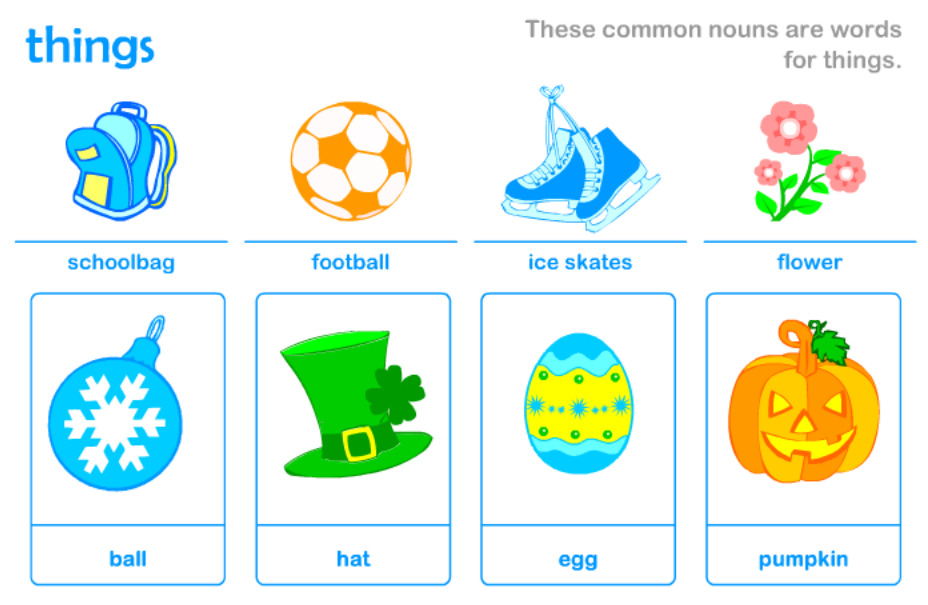 things
These common nouns are words
for things.
schoolbag
football
ice skates
flower
ball
hat
egg
pumpkin